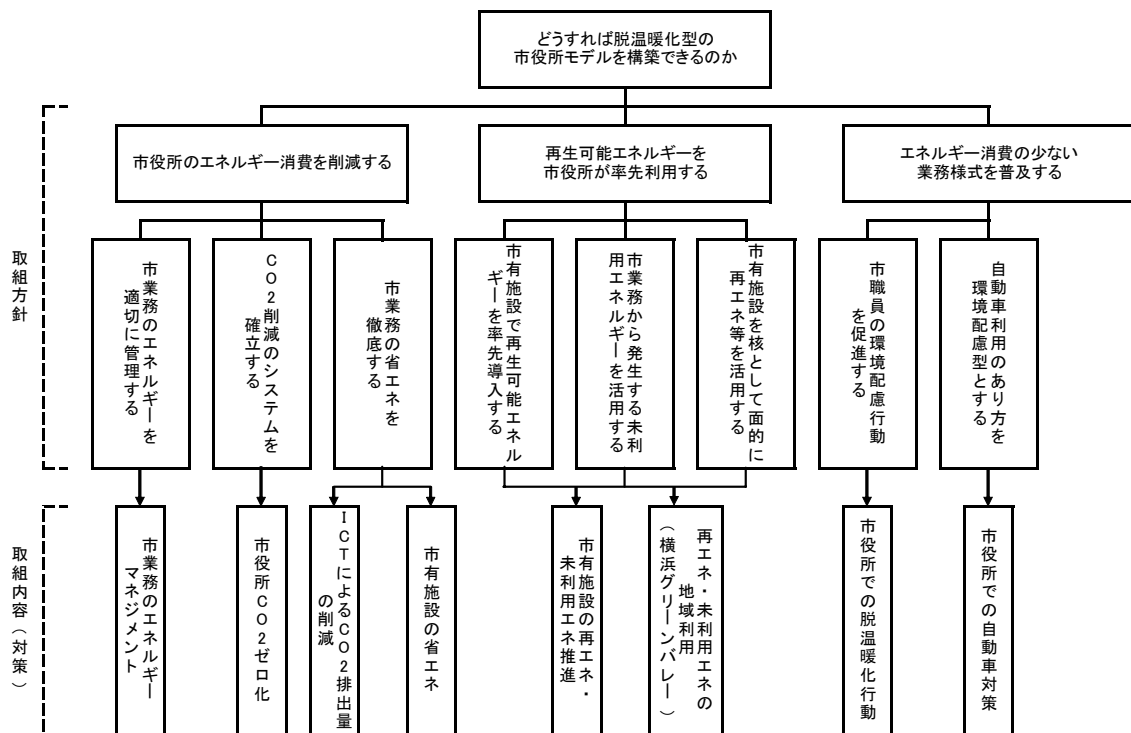 どうすれば脱温暖化型の
市役所モデルを構築できるのか
市役所のエネルギー消費を削減する
再生可能エネルギーを
市役所が率先利用する
エネルギー消費の少ない
業務様式を普及する
取組方針
市業務のエネルギーを
適切に管理する
CO2削減のシステムを
確立する
市業務の省エネを
徹底する
市有施設で再生可能エネル
ギーを率先導入する
市業務から発生する未利
用エネルギーを活用する
市有施設を核として面的に
再エネ等を活用する
市職員の環境配慮行動
を促進する
自動車利用のあり方を
環境配慮型とする
取組内容（対策）
市業務のエネルギー
マネジメント
市役所CO2ゼロ化
ICTによるCO2排出量
の削減
市有施設の省エネ
市有施設の再エネ・
未利用エネ推進
再エネ・未利用エネの
地域利用
（横浜グリーンバレー）
市役所での脱温暖化行動
市役所での自動車対策